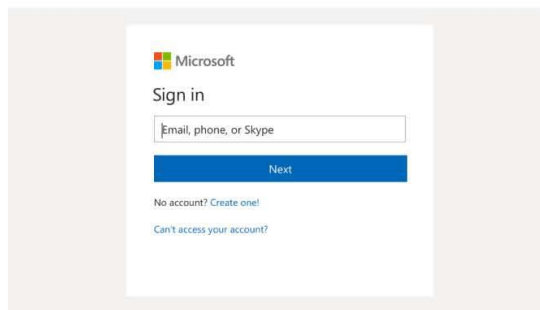 Microsoft
Sign in
Email, phone, or Skype
Next
No account? Create one!
Can't access your account?